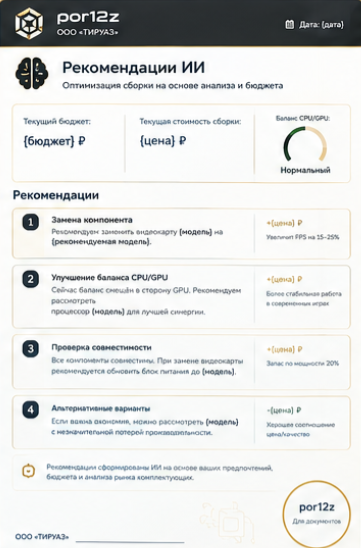 por12z
ООО «ТИРУАЗ»
Дата: {дата}
Рекомендации ИИ
Оптимизация сборки на основе анализа и бюджета
Текущий бюджет:
{бюджет} ₽
Текущая стоимость сборки:
{цена} ₽
Баланс CPU/GPU:
Нормальный
Рекомендации
1
Замена компонента
Рекомендуем заменить видеокарту {модель} на
{рекомендуемая модель}.
+{цена} ₽
Увеличит FPS на 15–25%
2
Улучшение баланса CPU/GPU
Сейчас баланс смещён в сторону GPU. Рекомендуем
рассмотреть
процессор {модель} для лучшей синергии.
+{цена} ₽
Более стабильная работа
в современных играх
3
Проверка совместимости
Все компоненты совместимы. При замене видеокарты
рекомендуется обновить блок питания до {модель}.
+{цена} ₽
Запас по мощности 20%
4
Альтернативные варианты
Если важна экономия, можно рассмотреть {модель}
с незначительной потерей производительности.
-{цена} ₽
Хорошее соотношение
цена/качество
Рекомендации сформированы ИИ на основе ваших предпочтений,
бюджета и анализа рынка комплектующих.
por12z
Для документов
ООО «ТИРУАЗ»